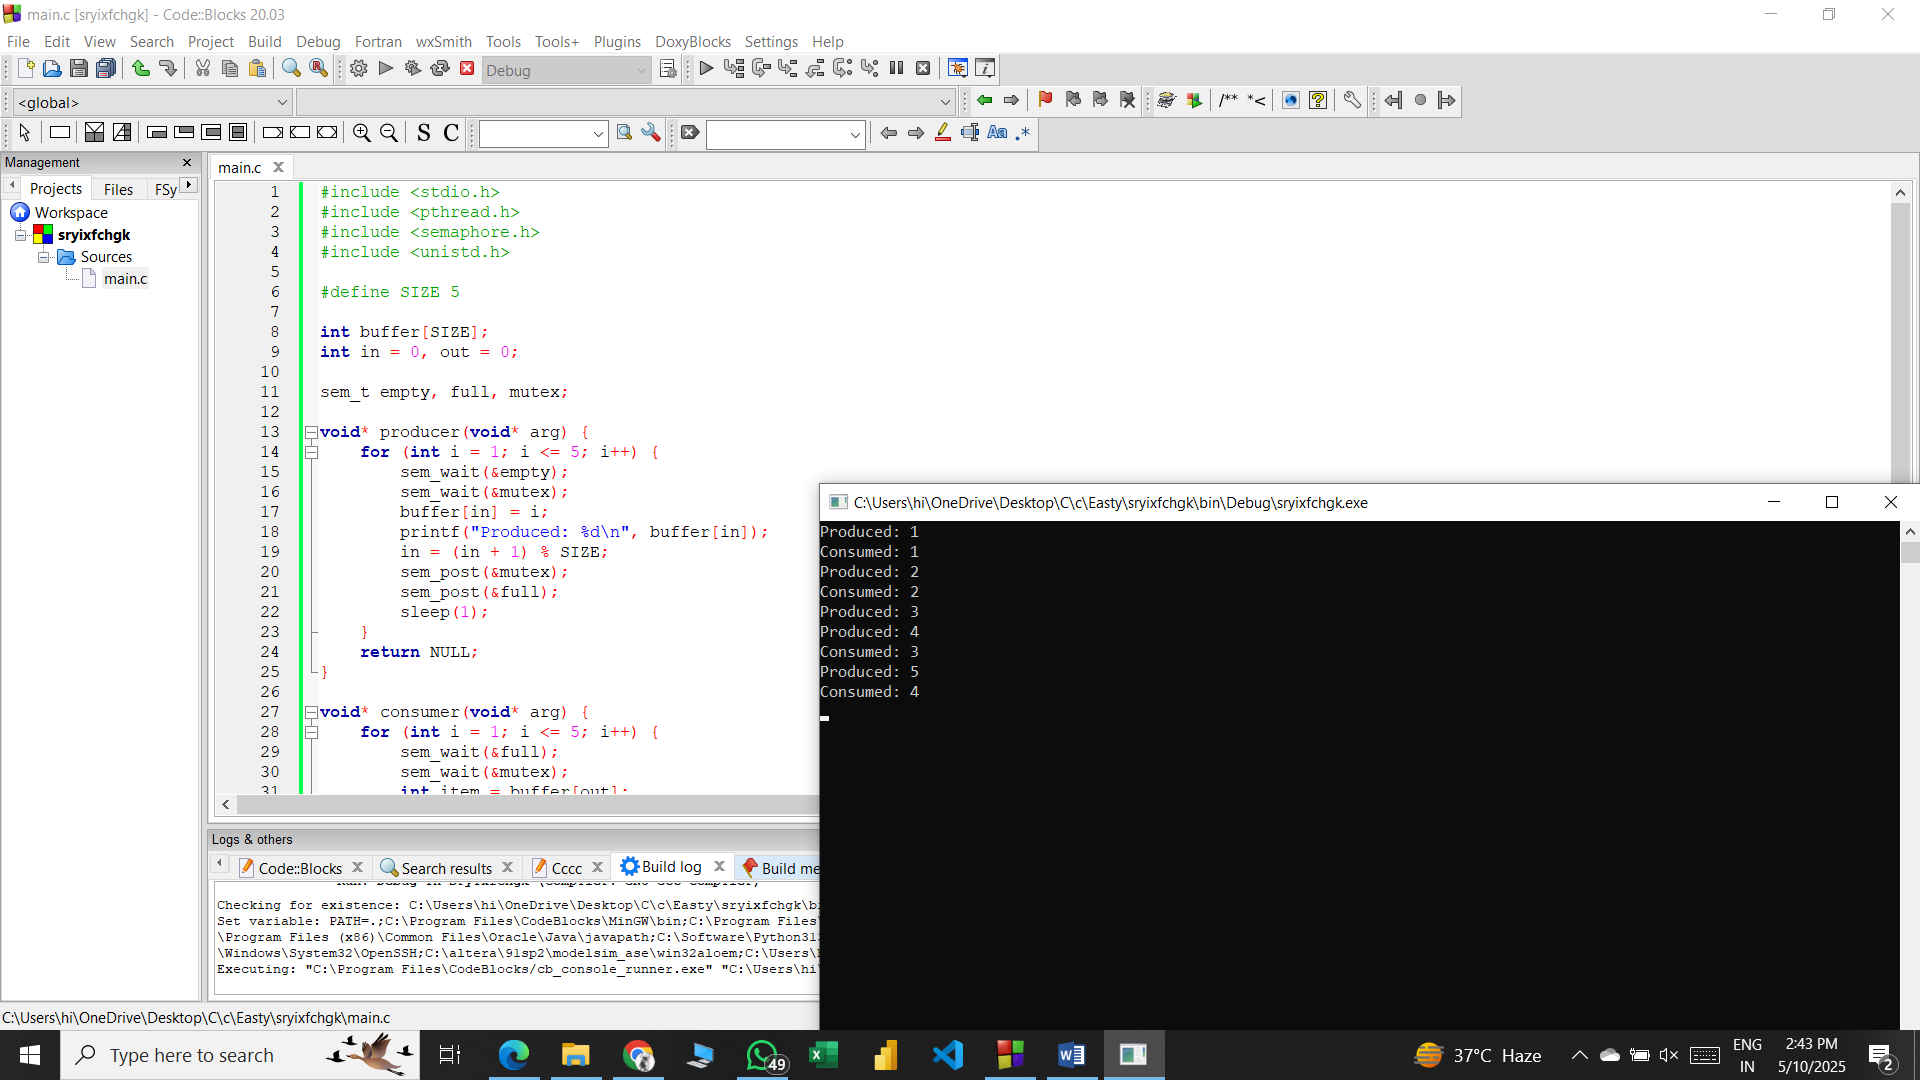 main.c [sryixfchgk] - Code::Blocks 20.03
File Edit View Search Project Build Debug Fortran wxSmith Tools Tools+ Plugins DoxyBlocks Settings Help
Debug
<global>
/** *<
S C
Aa .*
Management
main.c
Projects Files FSy
Workspace
sryixfchgk
Sources
main.c
1 #include <stdio.h>
2 #include <pthread.h>
3 #include <semaphore.h>
4 #include <unistd.h>
5
6 #define SIZE 5
7
8 int buffer[SIZE];
9 int in = 0, out = 0;
10
11 sem_t empty, full, mutex;
12
13 void* producer(void* arg) {
14 for (int i = 1; i <= 5; i++) {
15 sem_wait(&empty);
16 sem_wait(&mutex);
17 buffer[in] = i;
18 printf("Produced: %d\n", buffer[in]);
19 in = (in + 1) % SIZE;
20 sem_post(&mutex);
21 sem_post(&full);
22 sleep(1);
23 }
24 return NULL;
25 }
26
27 void* consumer(void* arg) {
28 for (int i = 1; i <= 5; i++) {
29 sem_wait(&full);
30 sem_wait(&mutex);
31 int item = buffer[out];
C:\Users\hi\OneDrive\Desktop\C\c\Easty\sryixfchgk\bin\Debug\sryixfchgk.exe
Produced: 1
Consumed: 1
Produced: 2
Consumed: 2
Produced: 3
Produced: 4
Consumed: 3
Produced: 5
Consumed: 4
Logs & others
Code::Blocks Search results Cccc Build log Build me
Checking for existence: C:\Users\hi\OneDrive\Desktop\C\c\Easty\sryixfchgk\bi
Set variable: PATH=.;C:\Program Files\CodeBlocks\MinGW\bin;C:\Program Files\
\Program Files (x86)\Common Files\Oracle\Java\javapath;C:\Software\Python313
\Windows\System32\OpenSSH;C:\altera\91sp2\modelsim_ase\win32aloem;C:\Users\
Executing: "C:\Program Files\CodeBlocks/cb_console_runner.exe" "C:\Users\hi\
C:\Users\hi\OneDrive\Desktop\C\c\Easty\sryixfchgk\main.c
Type here to search
49
37°C Haze
ENG
IN
2:43 PM
5/10/2025
2